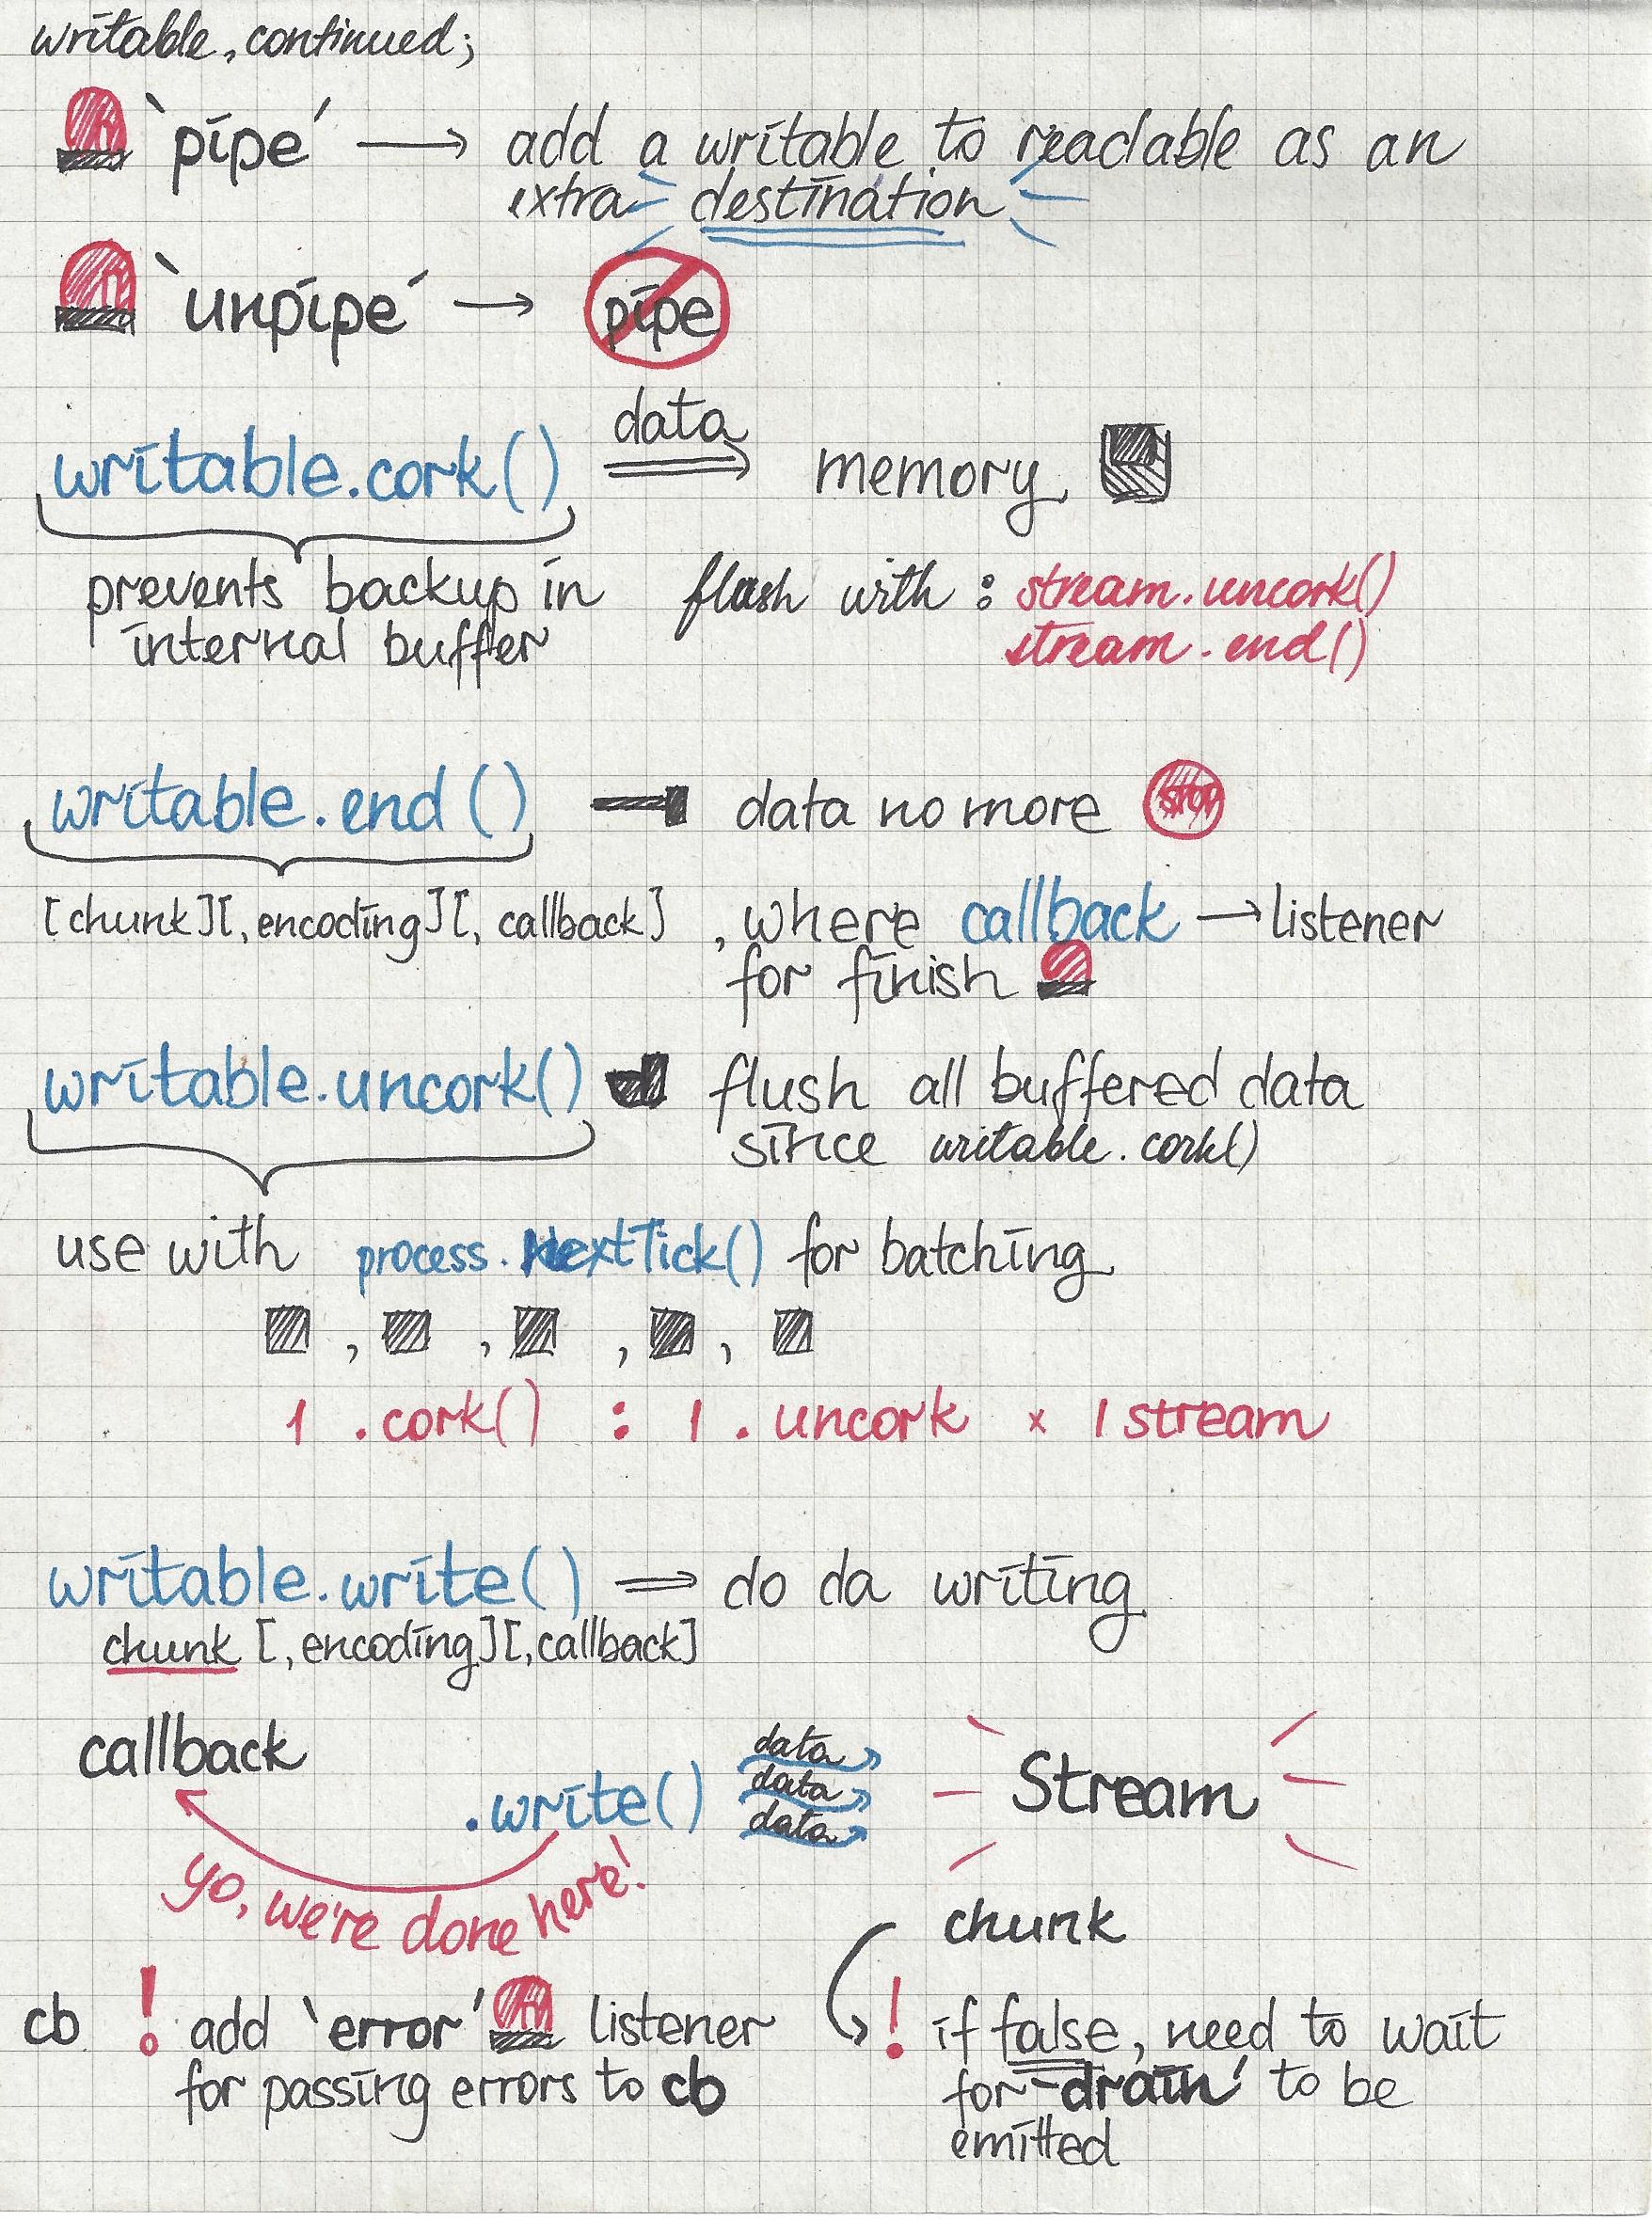 writable, continued;
`pipe' → add a writable to readable as an
extra destination
`unpipe' → pipe
data
writable.cork() ⇒ memory
prevents backup in flush with : stream.uncork()
internal buffer stream.end()
writable.end() data no more stop
[chunk][, encoding][, callback] , where callback → listener
for finish
writable.uncork() flush all buffered data
since writable.cork()
use with process.NextTick() for batching
, , , ,
1 .cork() : 1 .uncork × 1 stream
writable.write() ⇒ do da writing
chunk [, encoding][, callback]
callback
.write() data data data Stream
yo, we're done here!
chunk
cb ! add `error' listener
for passing errors to cb
! if false, need to wait
for 'drain' to be
emitted